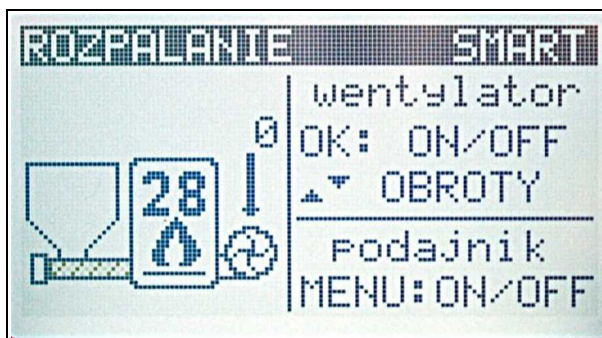 ROZPALANIE SMART
wentylator
0
OK: ON/OFF
28
▲▼ OBROTY
podajnik
MENU:ON/OFF